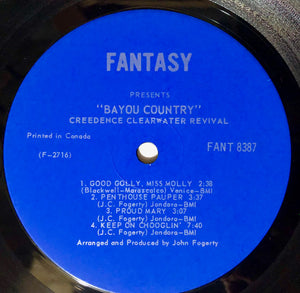 FANTASY
PRESENTS
"BAYOU COUNTRY"
CREEDENCE CLEARWATER REVIVAL
Printed in Canada
FANT 8387
(F-2716)
1. GOOD GOLLY, MISS MOLLY 2:38
(Blackwell-Marascalco) Venice-BMI
2. PENTHOUSE PAUPER 3:37
(J.C. Fogerty) Jondora-BMI
3. PROUD MARY 3:07
(J.C. Fogerty) Jondora-BMI
4. KEEP ON CHOOGLIN' 7:40
(J.C. Fogerty) Jondora-BMI
Arranged and Produced by John Fogerty